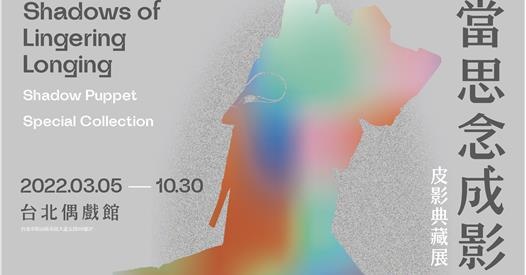 Shadows of
Lingering
Longing
Shadow Puppet
Special Collection
2022.03.05 — 10.30
台北偶戲館
當思念成影
皮影典藏展